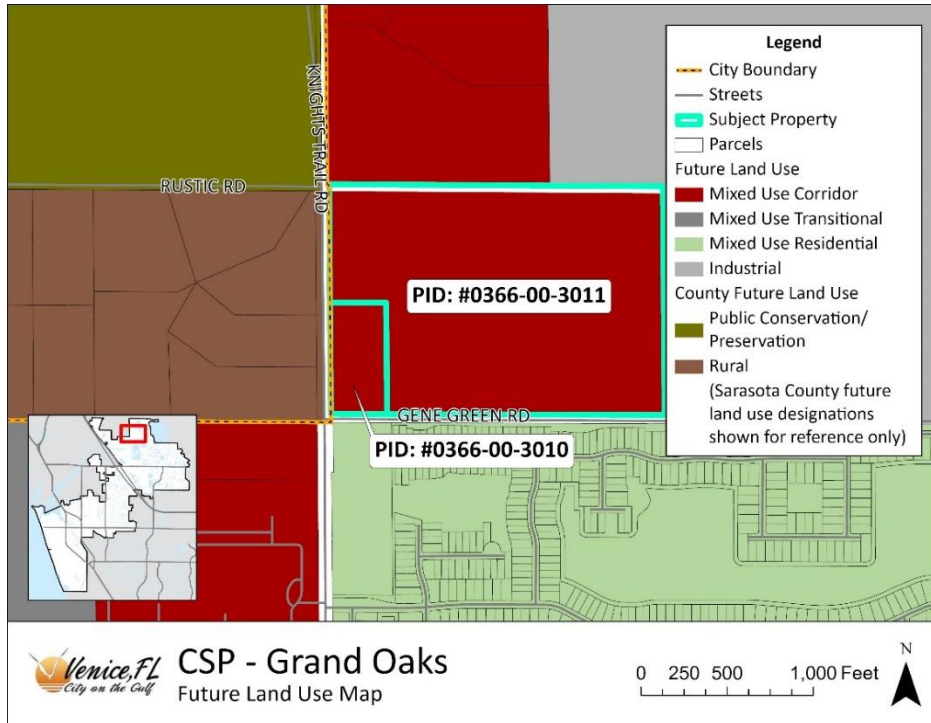 KNIGHTS TRAIL RD
RUSTIC RD
PID: #0366-00-3011
GENE GREEN RD
PID: #0366-00-3010
Legend
City Boundary
Streets
Subject Property
Parcels
Future Land Use
Mixed Use Corridor
Mixed Use Transitional
Mixed Use Residential
Industrial
County Future Land Use
Public Conservation/
Preservation
Rural
(Sarasota County future
land use designations
shown for reference only)
Venice, FL
City on the Gulf
CSP - Grand Oaks
Future Land Use Map
0 250 500 1,000 Feet
N